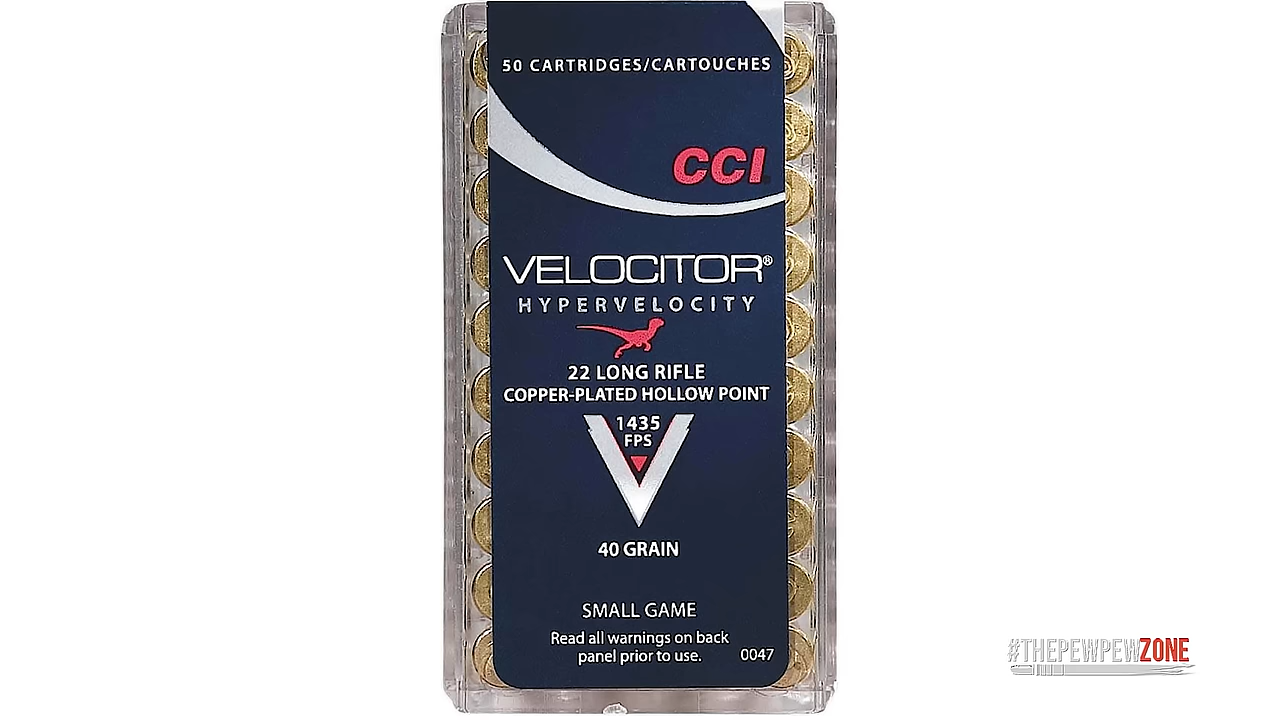 50 CARTRIDGES/CARTOUCHES
CCI
VELOCITOR®
HYPERVELOCITY
22 LONG RIFLE
COPPER-PLATED HOLLOW POINT
1435
FPS
40 GRAIN
SMALL GAME
Read all warnings on back
panel prior to use. 0047
#THEPEWPEWZONE